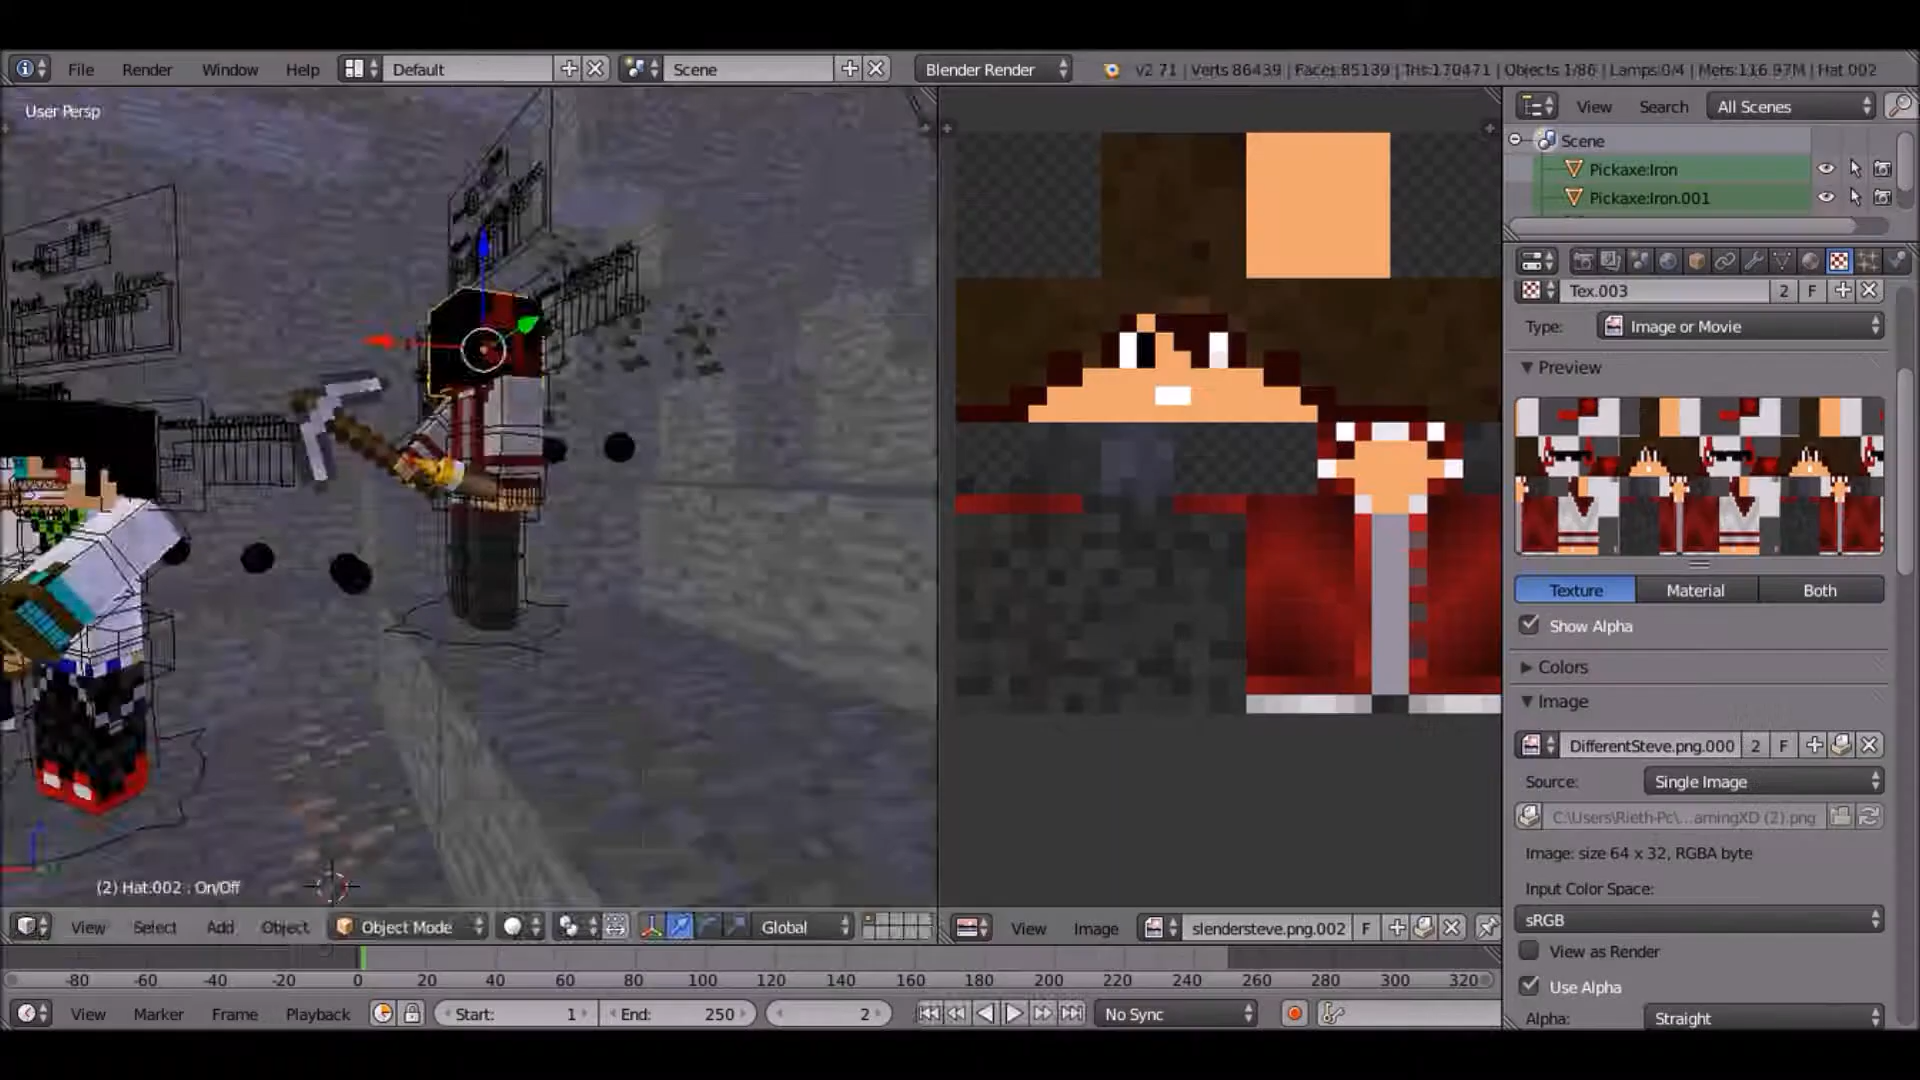 File Render Window Help Default Scene Blender Render v2.71 | Verts 86439 | Faces:85139 | Tris:170471 | Objects 1/86 | Lamps:0/4 | Mem:116.97M | Hat.002
User Persp
View Search All Scenes
Scene
Pickaxe:Iron
Pickaxe:Iron.001
Tex.003 2 F
Type: Image or Movie
Preview
Texture Material Both
Show Alpha
Colors
Image
DifferentSteve.png.000 2 F
Source: Single Image
C:\Users\Rieth-Pc\...arningXD (2).png
Image: size 64 x 32, RGBA byte
Input Color Space:
sRGB
View as Render
Use Alpha
Alpha: Straight
(2) Hat.002 : On/Off
View Select Add Object Object Mode Global
View Image slendersteve.png.002 F
-80 -60 -40 -20 0 20 40 60 80 100 120 140 160 180 200 220 240 260 280 300 320
View Marker Frame Playback Start: 1 End: 250 2 No Sync